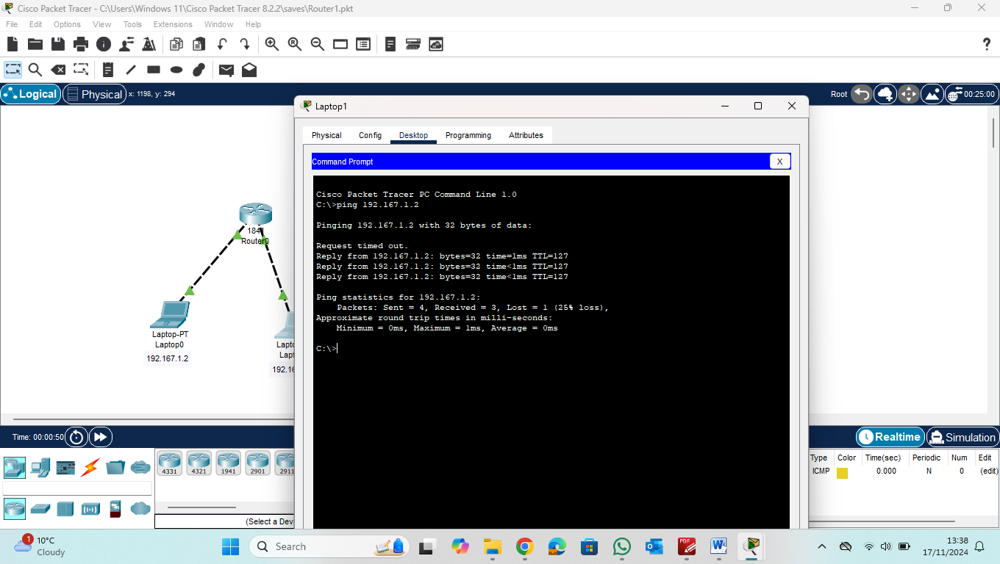 Cisco Packet Tracer - C:\Users\Windows 11\Cisco Packet Tracer 8.2.2\saves\Router1.pkt
File Edit Options View Tools Extensions Window Help
Logical Physical x: 1198, y: 294 Root 00:25:00
Laptop1
Physical Config Desktop Programming Attributes
Command Prompt X
Cisco Packet Tracer PC Command Line 1.0
C:\>ping 192.167.1.2
Pinging 192.167.1.2 with 32 bytes of data:
Request timed out.
Reply from 192.167.1.2: bytes=32 time=1ms TTL=127
Reply from 192.167.1.2: bytes=32 time<1ms TTL=127
Reply from 192.167.1.2: bytes=32 time<1ms TTL=127
Ping statistics for 192.167.1.2:
Packets: Sent = 4, Received = 3, Lost = 1 (25% loss),
Approximate round trip times in milli-seconds:
Minimum = 0ms, Maximum = 1ms, Average = 0ms
C:\>
1841
Router0
Laptop-PT
Laptop0
192.167.1.2
Lapto
Lapt
192.16
Time: 00:00:50 Realtime Simulation
4331 4321 1941 2901 2911
(Select a Dev
Type Color Time(sec) Periodic Num Edit
ICMP 0.000 N 0 (edit)
1 10°C
Cloudy
Search
PDF
13:38
17/11/2024